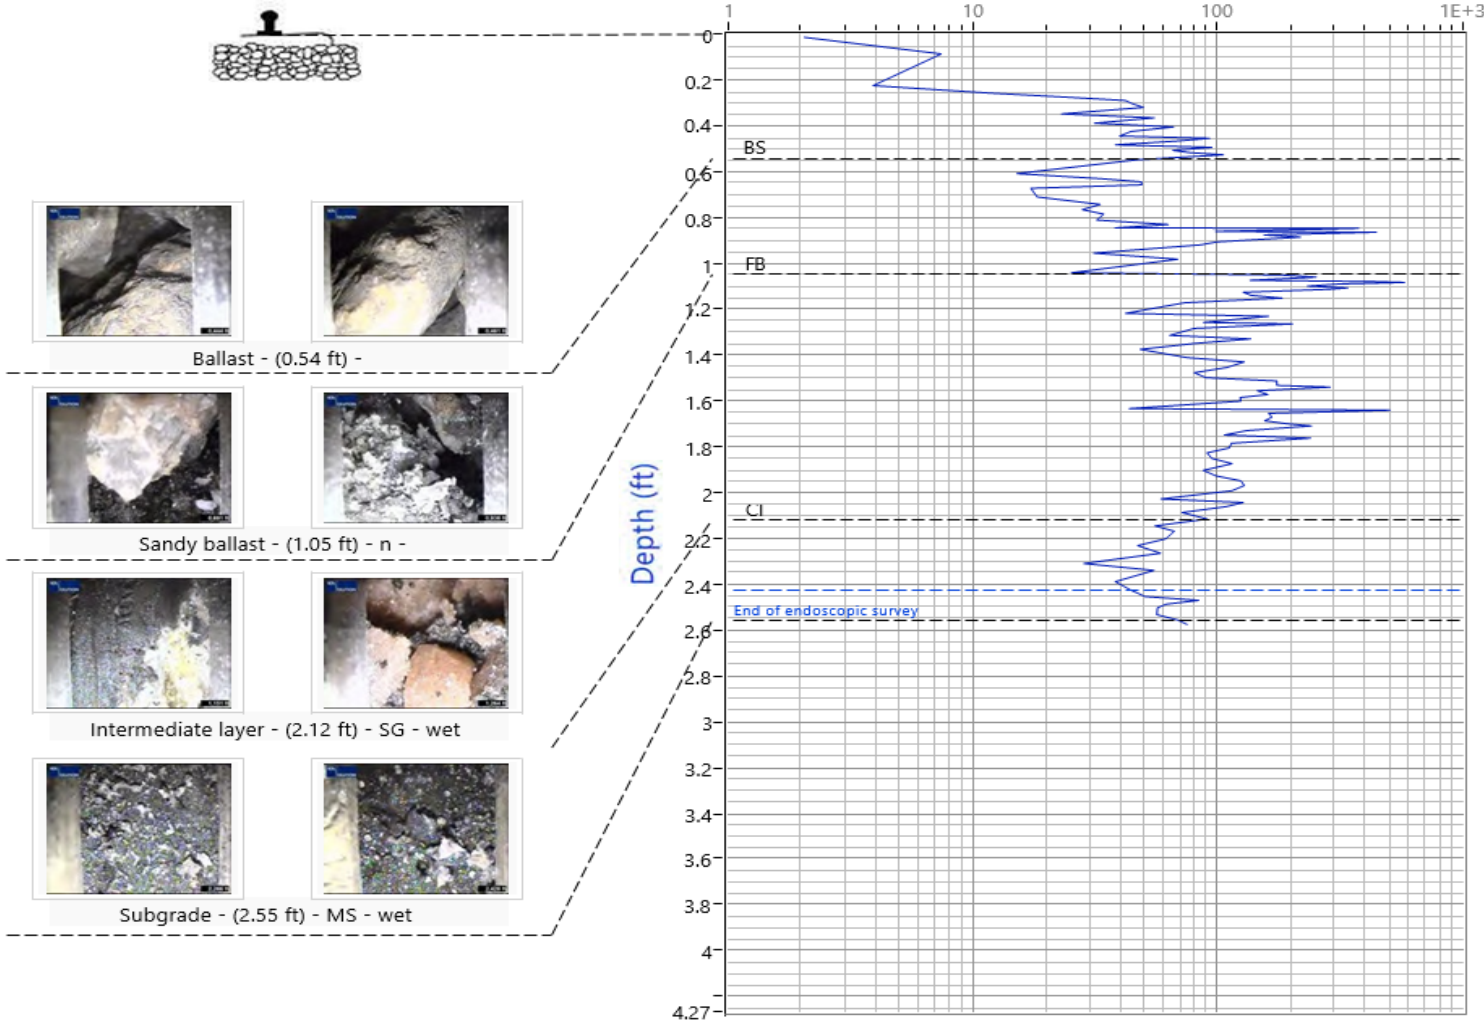 1
10
100
1E+3
0
0.2
0.4
BS
0.6
0.8
FB
1
1.2
1.4
1.6
1.8
2
CI
2.2
2.4
End of endoscopic survey
2.6
2.8
3
3.2
3.4
3.6
3.8
4
4.27
Depth (ft)
Ballast - (0.54 ft) -
Sandy ballast - (1.05 ft) - n -
Intermediate layer - (2.12 ft) - SG - wet
Subgrade - (2.55 ft) - MS - wet